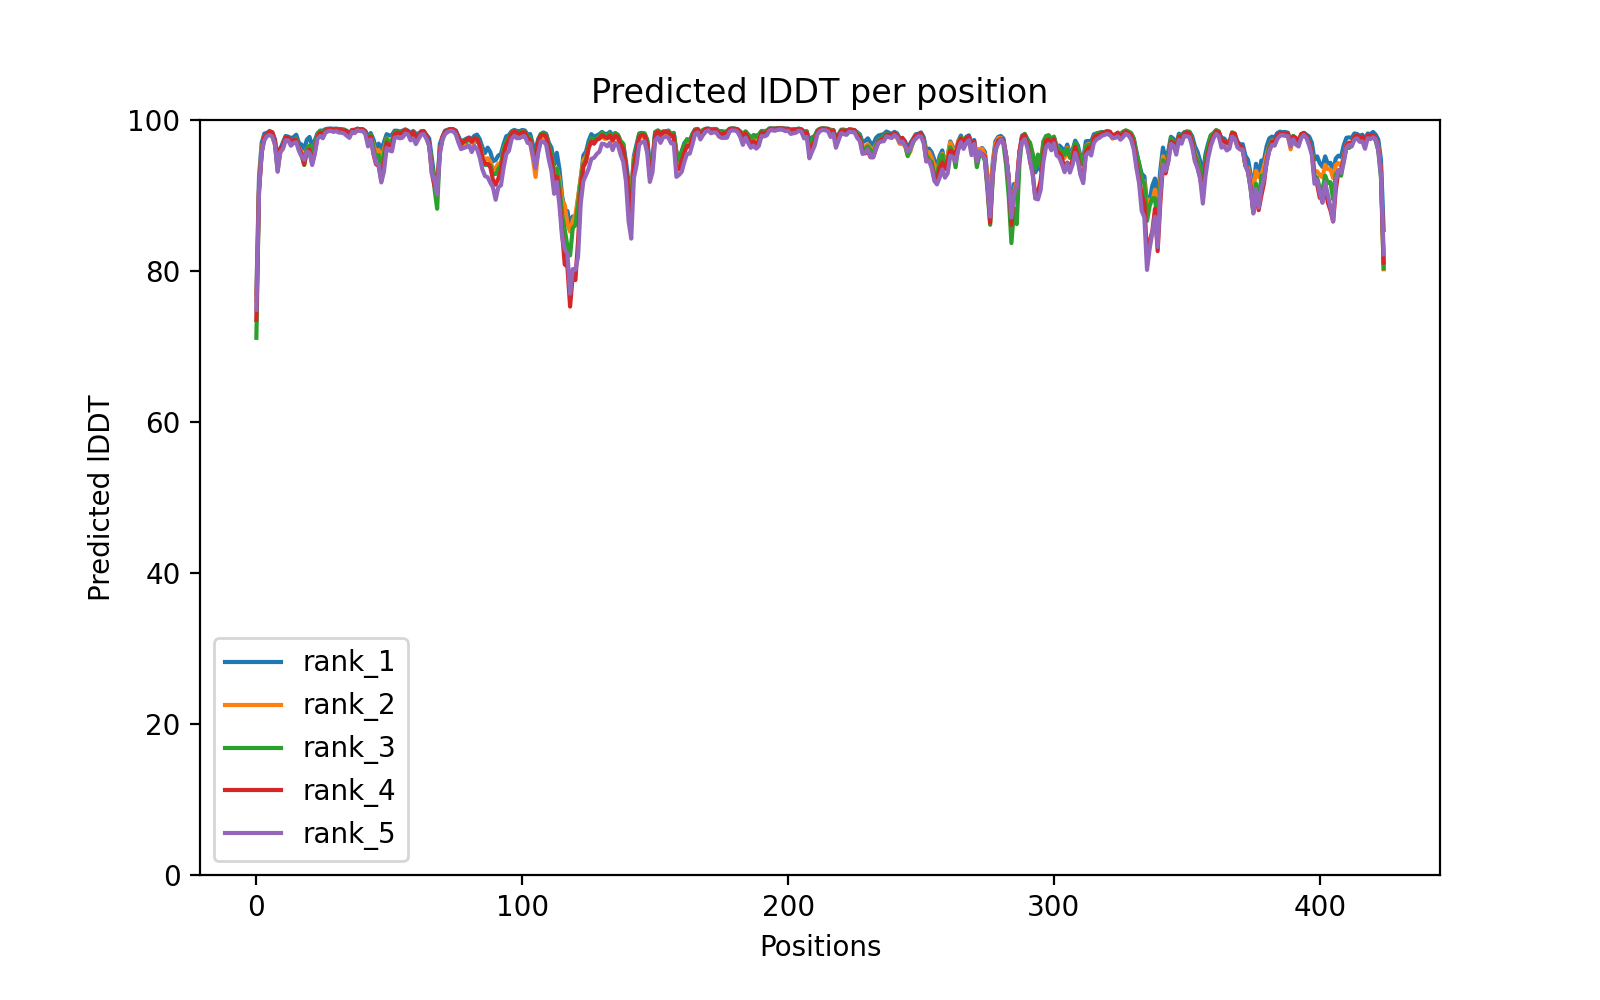 Predicted lDDT per position
100
80
60
40
20
0
Predicted lDDT
rank_1
rank_2
rank_3
rank_4
rank_5
0 100 200 300 400
Positions